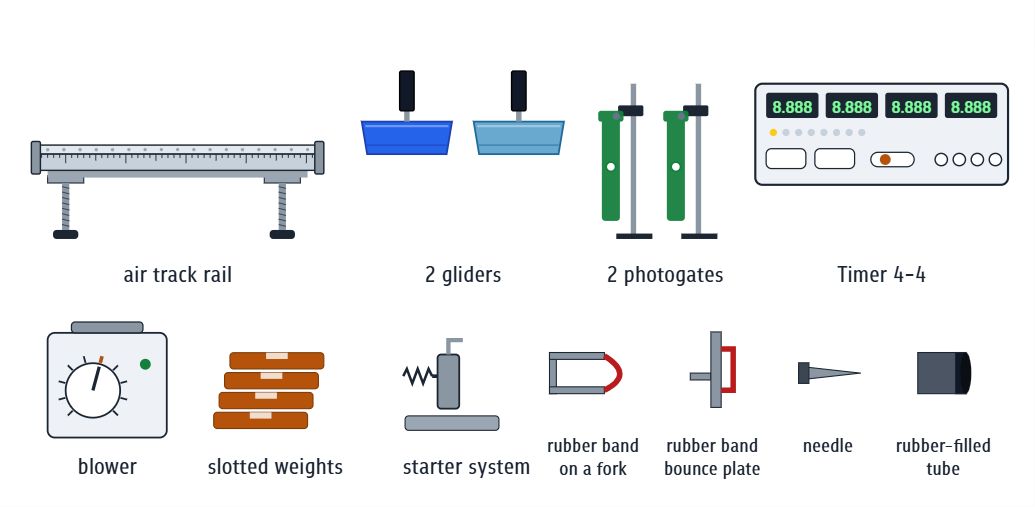 8.888 8.888 8.888 8.888
air track rail
2 gliders
2 photogates
Timer 4-4
blower
slotted weights
starter system
rubber band
on a fork
rubber band
bounce plate
needle
rubber-filled
tube